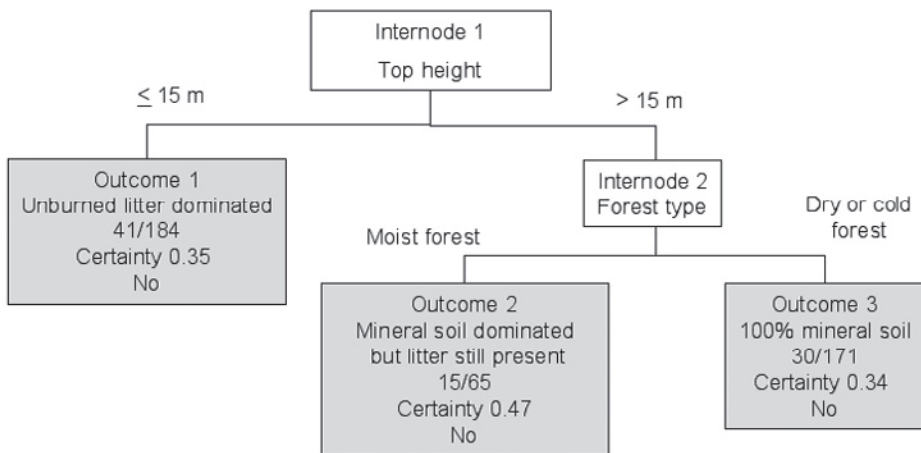 Internode 1
Top height
≤ 15 m
> 15 m
Outcome 1
Unburned litter dominated
41/184
Certainty 0.35
No
Internode 2
Forest type
Moist forest
Dry or cold
forest
Outcome 2
Mineral soil dominated
but litter still present
15/65
Certainty 0.47
No
Outcome 3
100% mineral soil
30/171
Certainty 0.34
No